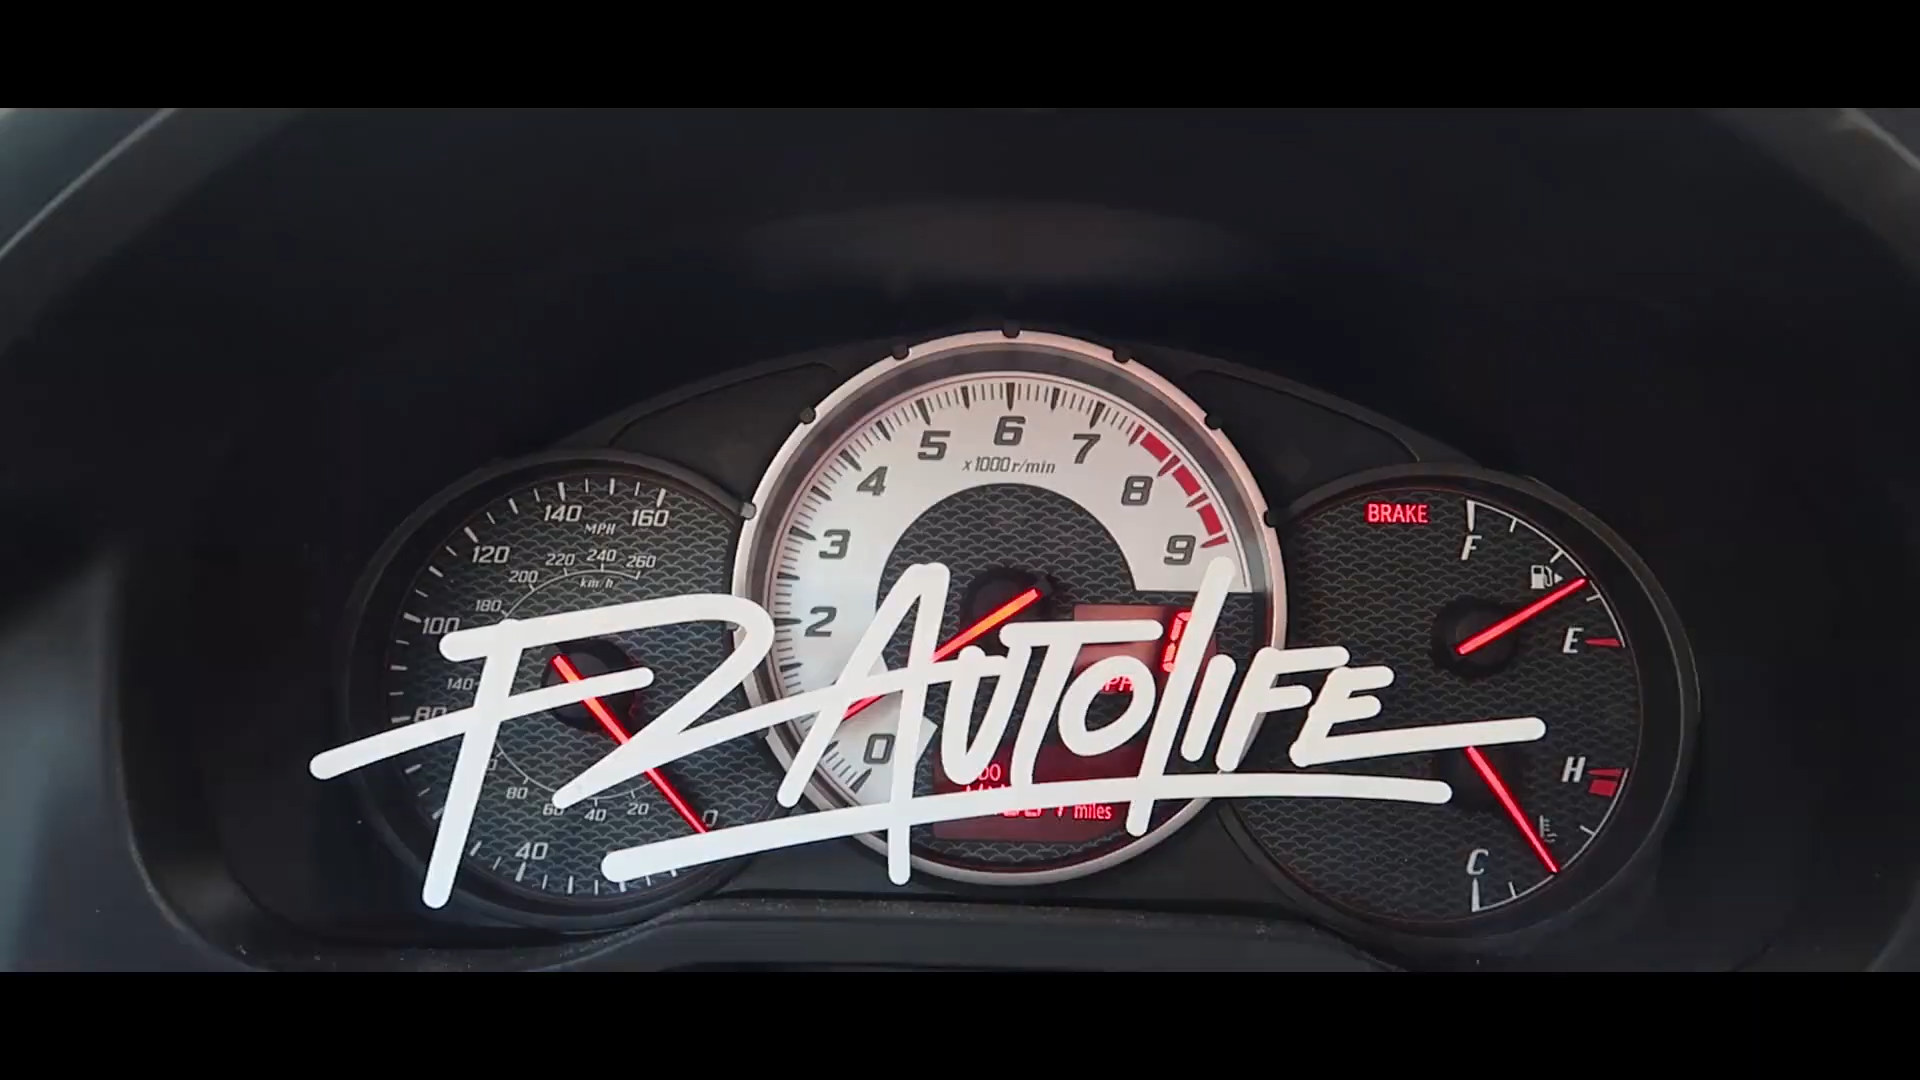 5 6 7
x1000r/min
4 8
140 MPH 160
BRAKE
F
120
220 240 260
200 km/h
3 9
180
100 2
E
FZ AUTOLIFE
140
80
H
0
80 60 40 20 0
miles
40
C